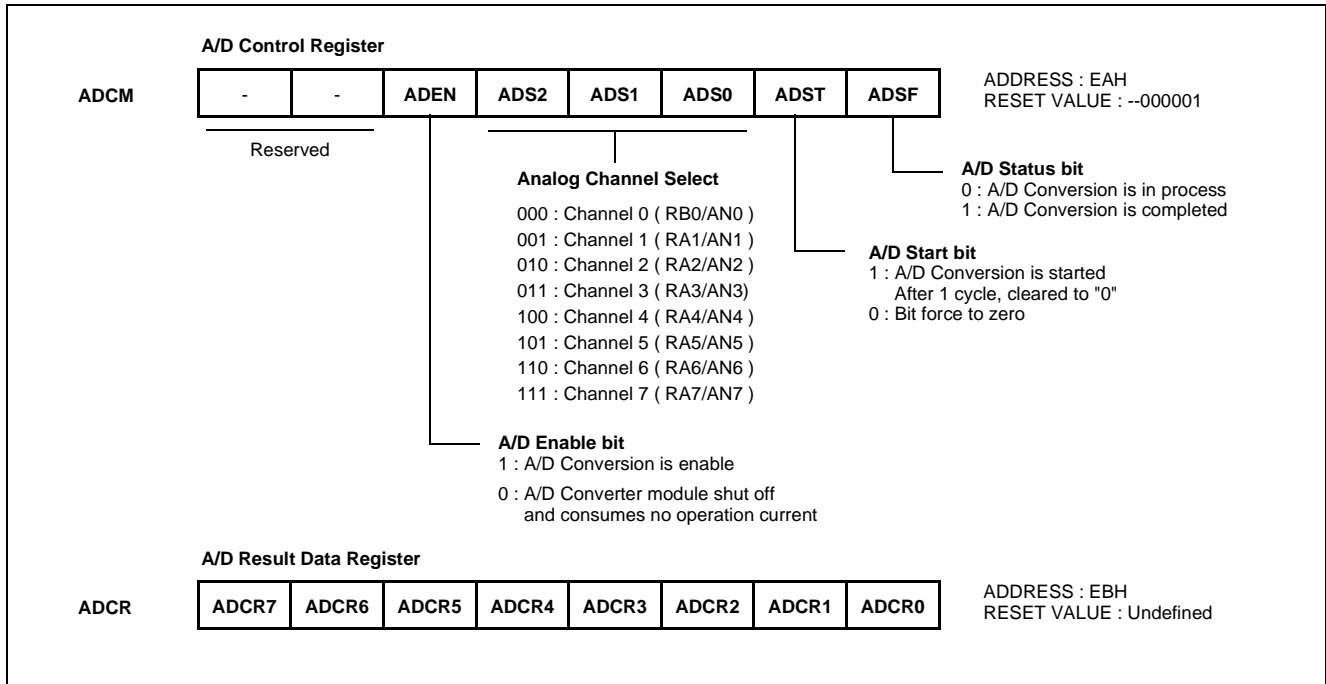 A/D Control Register
ADCM
- - ADEN ADS2 ADS1 ADS0 ADST ADSF
ADDRESS : EAH
RESET VALUE : --000001
Reserved
Analog Channel Select
000 : Channel 0 ( RB0/AN0 )
001 : Channel 1 ( RA1/AN1 )
010 : Channel 2 ( RA2/AN2 )
011 : Channel 3 ( RA3/AN3)
100 : Channel 4 ( RA4/AN4 )
101 : Channel 5 ( RA5/AN5 )
110 : Channel 6 ( RA6/AN6 )
111 : Channel 7 ( RA7/AN7 )
A/D Status bit
0 : A/D Conversion is in process
1 : A/D Conversion is completed
A/D Start bit
1 : A/D Conversion is started
After 1 cycle, cleared to "0"
0 : Bit force to zero
A/D Enable bit
1 : A/D Conversion is enable
0 : A/D Converter module shut off
and consumes no operation current
A/D Result Data Register
ADCR
ADCR7 ADCR6 ADCR5 ADCR4 ADCR3 ADCR2 ADCR1 ADCR0
ADDRESS : EBH
RESET VALUE : Undefined